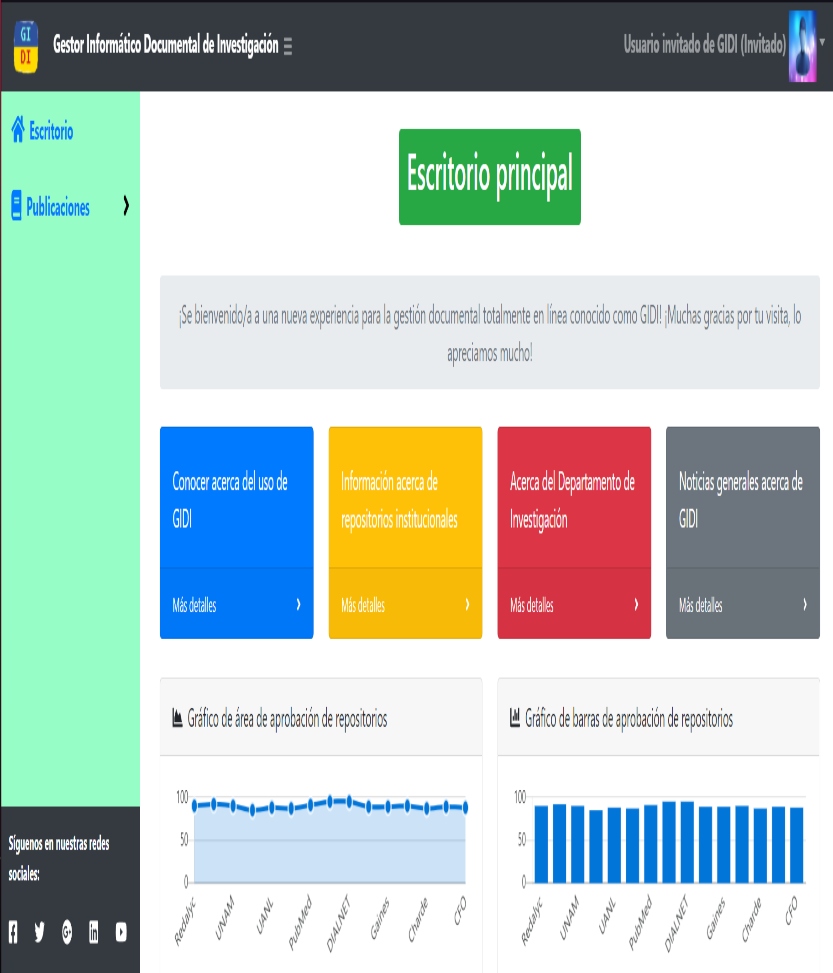 GI
DI
Gestor Informático Documental de Investigación
Usuario invitado de GIDI (Invitado)
Escritorio
Publicaciones
Síguenos en nuestras redes
sociales:
Escritorio principal
¡Se bienvenido/a a una nueva experiencia para la gestión documental totalmente en línea conocido como GIDI! ¡Muchas gracias por tu visita, lo
apreciamos mucho!
Conocer acerca del uso de
GIDI
Más detalles
Información acerca de
repositorios institucionales
Más detalles
Acerca del Departamento de
Investigación
Más detalles
Noticias generales acerca de
GIDI
Más detalles
Gráfico de área de aprobación de repositorios
100
50
0
Redalyc
UNAM
UANL
PubMed
DIALNET
Gaines
Charde
CFO
Gráfico de barras de aprobación de repositorios
100
50
0
Redalyc
UNAM
UANL
PubMed
DIALNET
Gaines
Charde
CFO